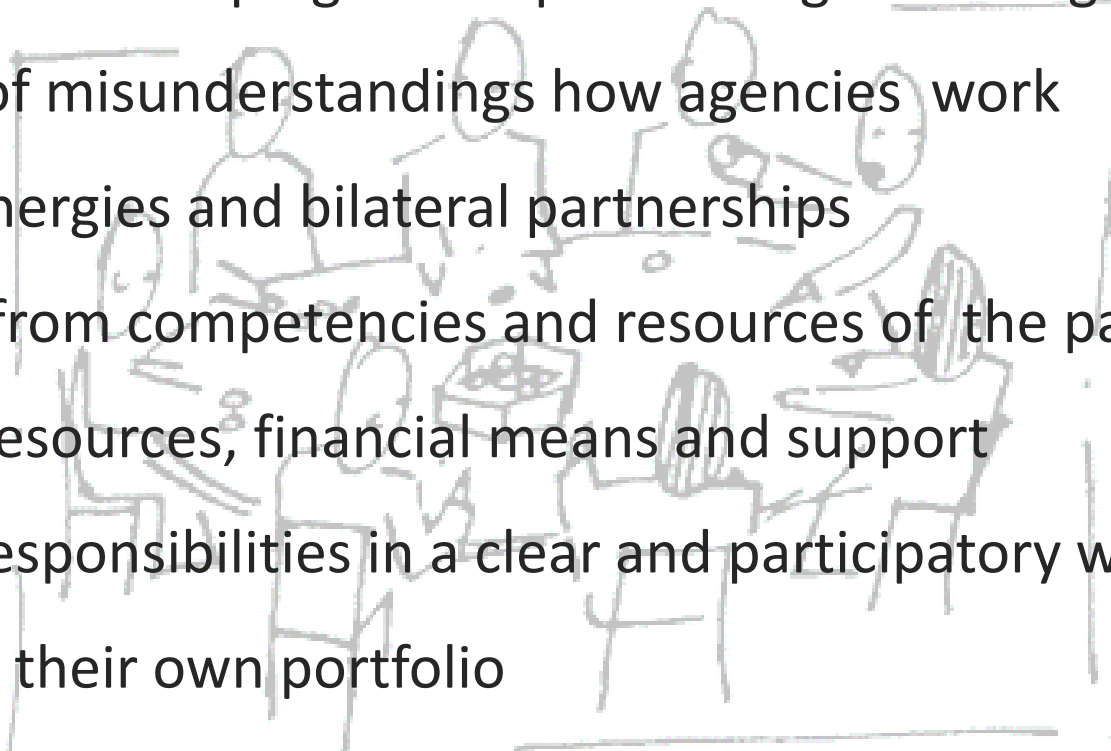 of misunderstandings how agencies  work
nergies and bilateral partnerships
from competencies and resources of  the pa
esources, financial means and support
esponsibilities in a clear and participatory w
their own portfolio